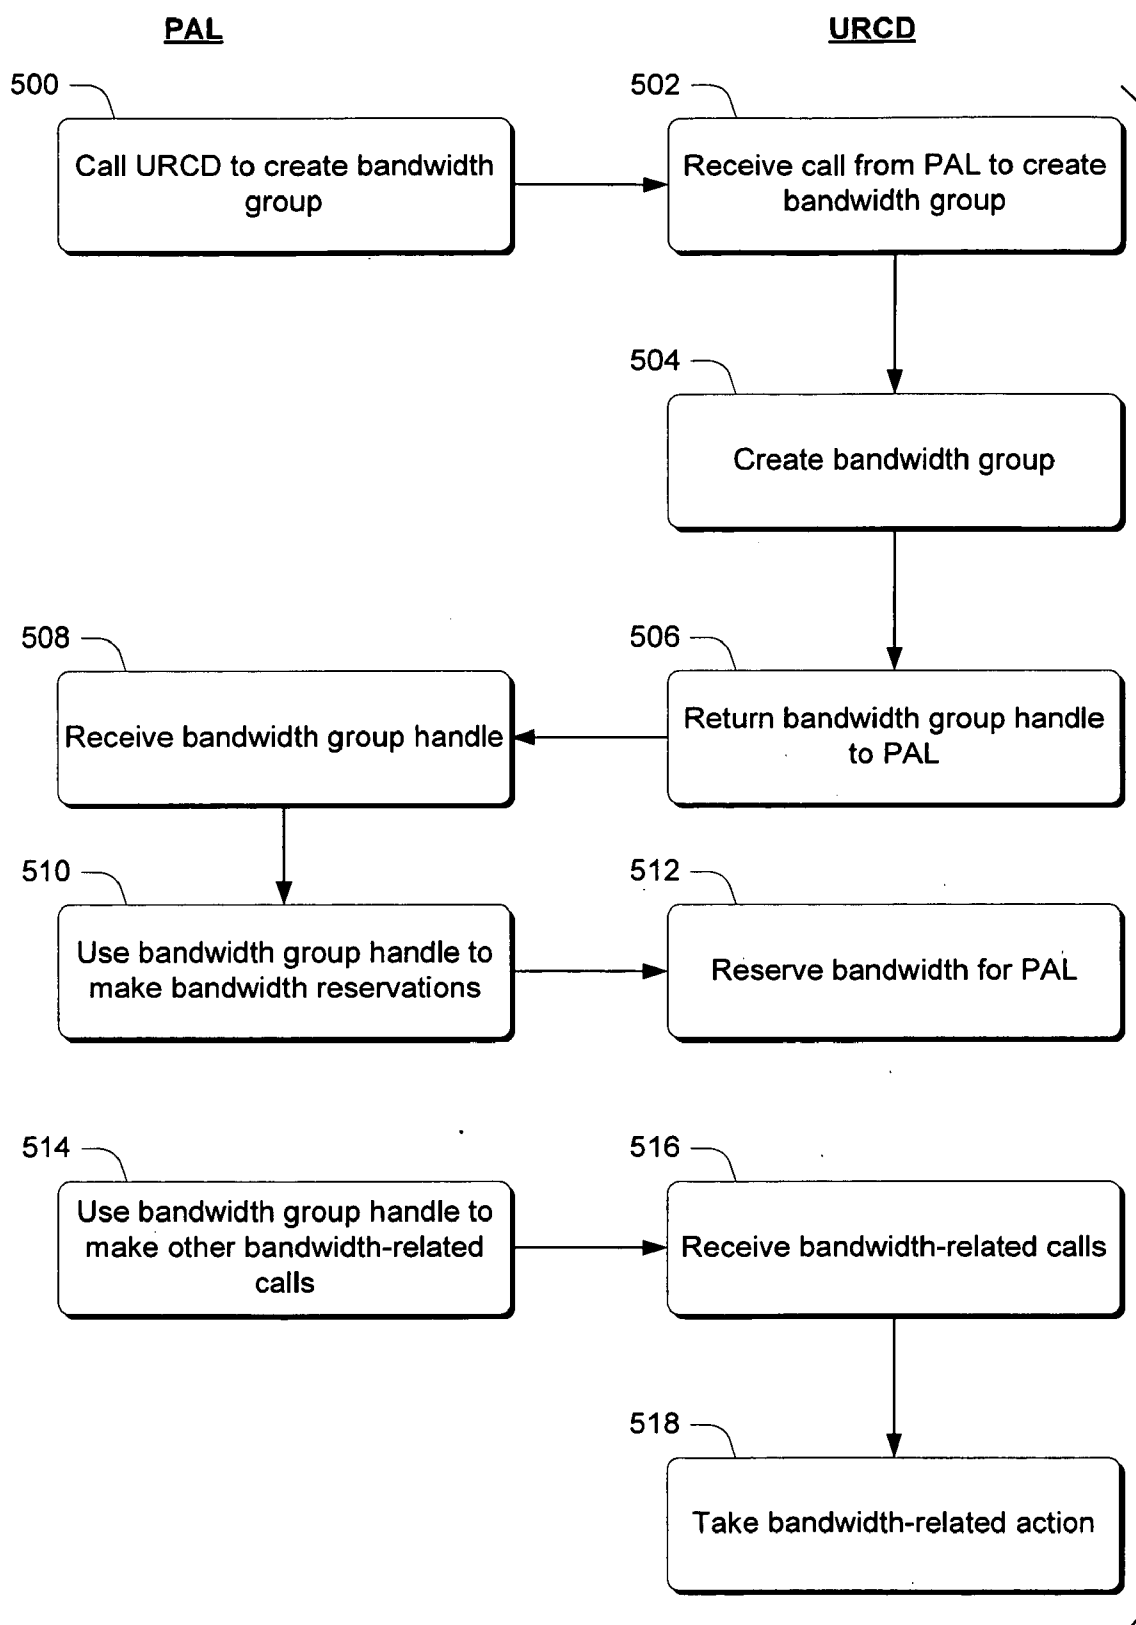 PAL
URCD
500
502
Call URCD to create bandwidth
group
Receive call from PAL to create
bandwidth group
504
Create bandwidth group
508
506
Receive bandwidth group handle
Return bandwidth group handle
to PAL
510
512
Use bandwidth group handle to
make bandwidth reservations
Reserve bandwidth for PAL
514
516
Use bandwidth group handle to
make other bandwidth-related
calls
Receive bandwidth-related calls
518
Take bandwidth-related action